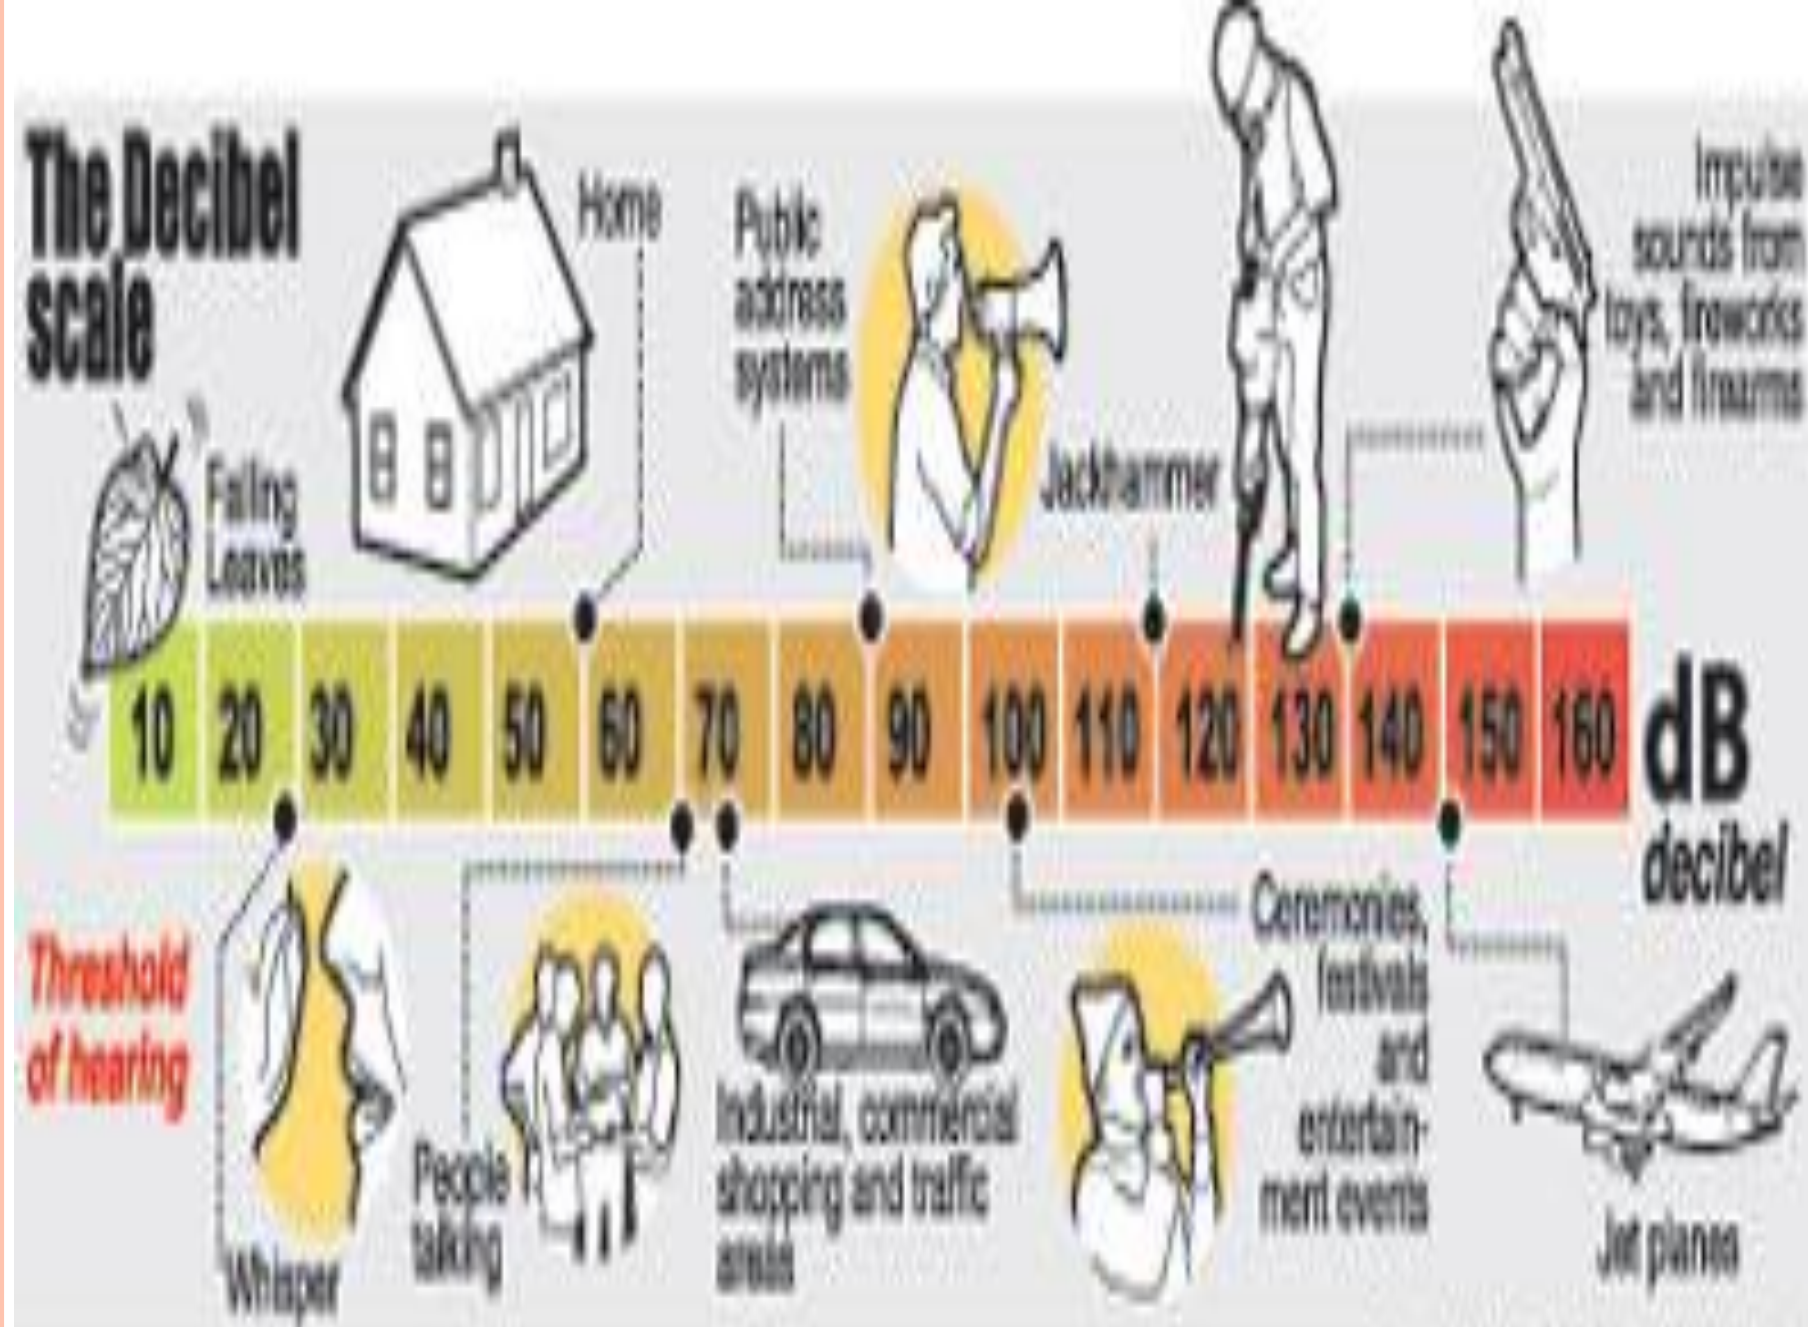 The Decibel
scale
Falling
Leaves
Home
Public
address
systems
Jackhammer
Impulse
sounds from
toys, fireworks
and firearms
10 20 30 40 50 60 70 80 90 100 110 120 130 140 150 160
dB
decibel
Threshold
of hearing
Whisper
People
talking
Industrial, commercial
shopping and traffic
areas
Ceremonies,
festivals
and
entertain-
ment events
Jet planes